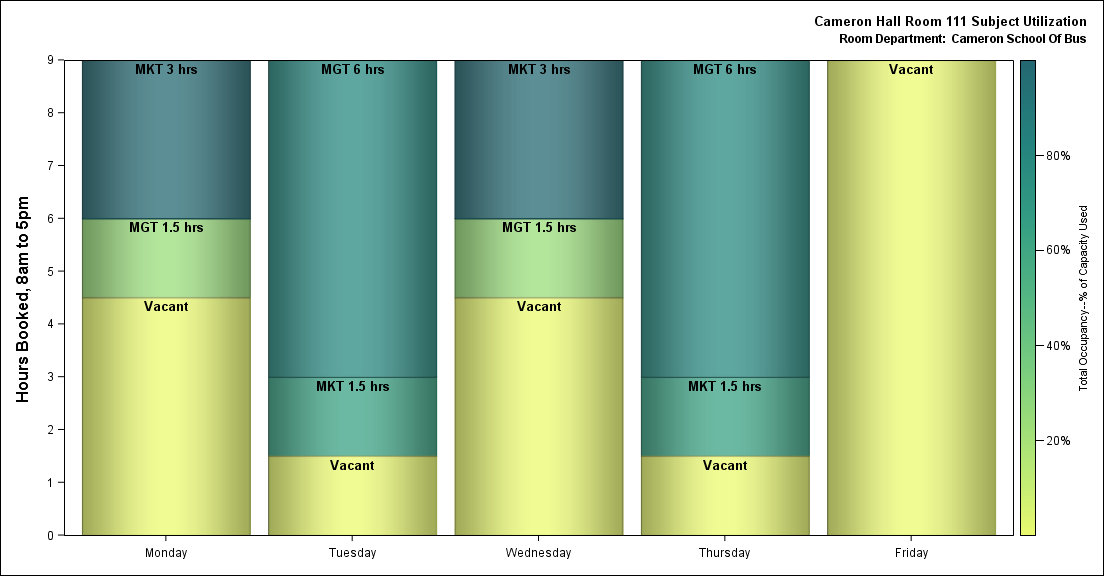 Cameron Hall Room 111 Subject Utilization
Room Department: Cameron School Of Bus
Hours Booked, 8am to 5pm
9
8
7
6
5
4
3
2
1
0
MKT 3 hrs
MGT 1.5 hrs
Vacant
MGT 6 hrs
MKT 1.5 hrs
Vacant
MKT 3 hrs
MGT 1.5 hrs
Vacant
MGT 6 hrs
MKT 1.5 hrs
Vacant
Vacant
Monday
Tuesday
Wednesday
Thursday
Friday
80%
60%
40%
20%
Total Occupancy--% of Capacity Used